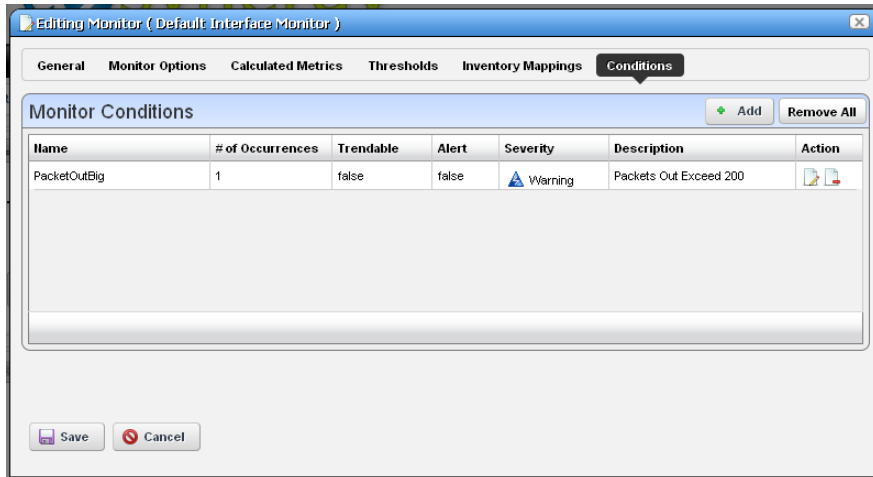 Editing Monitor ( Default Interface Monitor )
General Monitor Options Calculated Metrics Thresholds Inventory Mappings Conditions
Monitor Conditions Add Remove All
Name # of Occurrences Trendable Alert Severity Description Action
PacketOutBig 1 false false Warning Packets Out Exceed 200
Save Cancel